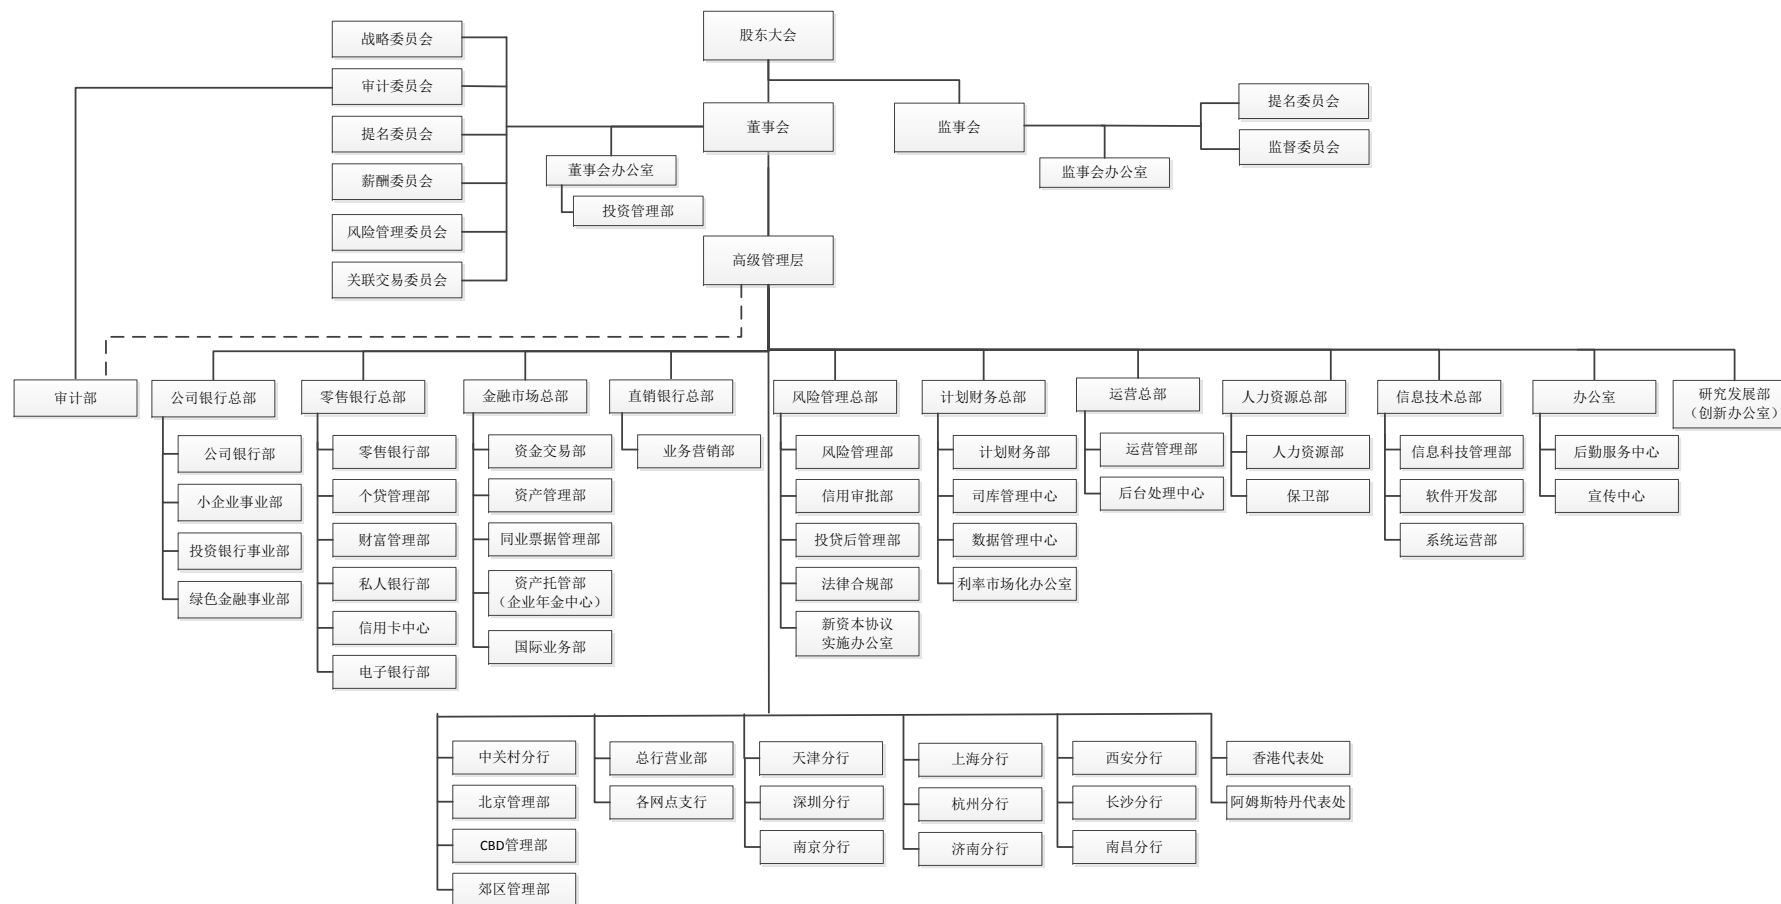 股东大会
董事会
监事会
战略委员会
审计委员会
提名委员会
薪酬委员会
风险管理委员会
关联交易委员会
董事会办公室
投资管理部
监事会办公室
提名委员会
监督委员会
高级管理层
审计部
公司银行总部
公司银行部
小企业事业部
投资银行事业部
绿色金融事业部
零售银行总部
零售银行部
个贷管理部
财富管理部
私人银行部
信用卡中心
电子银行部
金融市场总部
资金交易部
资产管理部
同业票据管理部
资产托管部
（企业年金中心）
国际业务部
直销银行总部
业务营销部
风险管理总部
风险管理部
信用审批部
投贷后管理部
法律合规部
新资本协议
实施办公室
计划财务总部
计划财务部
司库管理中心
数据管理中心
利率市场化办公室
运营总部
运营管理部
后台处理中心
人力资源总部
人力资源部
保卫部
信息技术总部
信息科技管理部
软件开发部
系统运营部
办公室
后勤服务中心
宣传中心
研究发展部
（创新办公室）
中关村分行
北京管理部
CBD管理部
郊区管理部
总行营业部
各网点支行
天津分行
深圳分行
南京分行
上海分行
杭州分行
济南分行
西安分行
长沙分行
南昌分行
香港代表处
阿姆斯特丹代表处